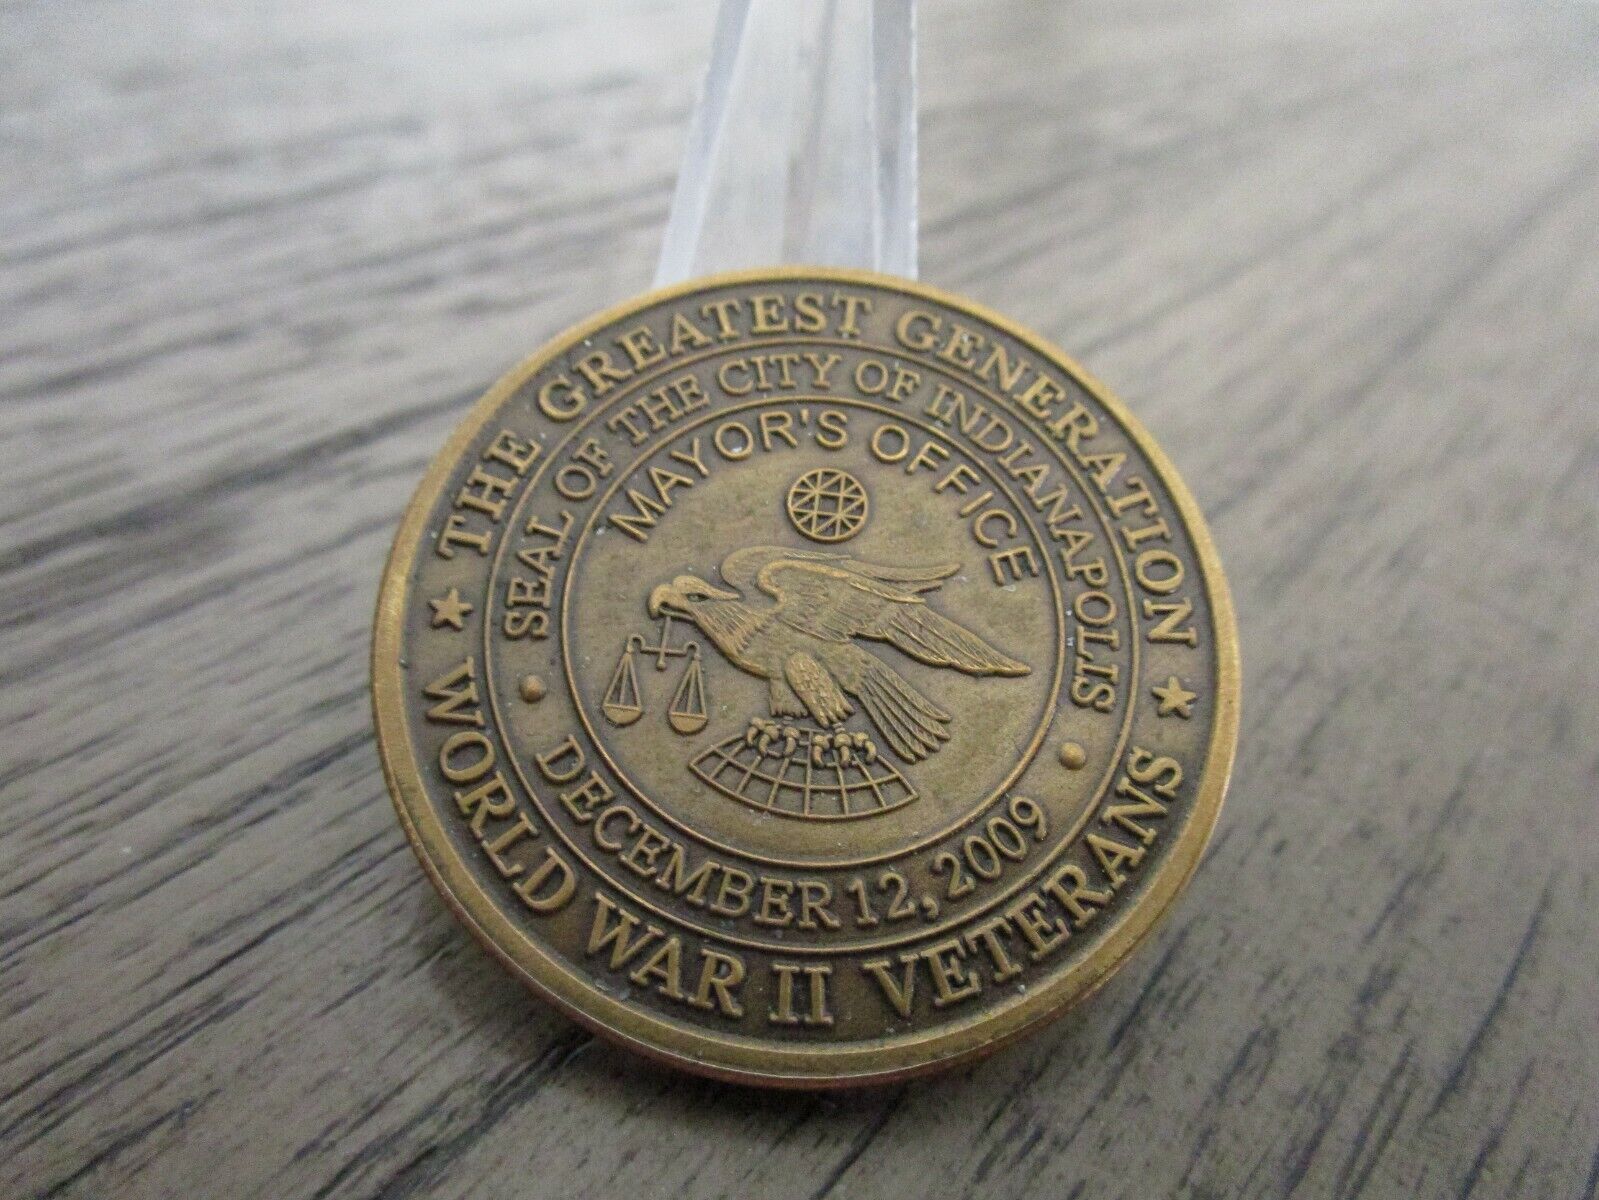 ★ THE GREATEST GENERATION ★
WORLD WAR II VETERANS
SEAL OF THE CITY OF INDIANAPOLIS
DECEMBER 12, 2009
MAYOR'S OFFICE